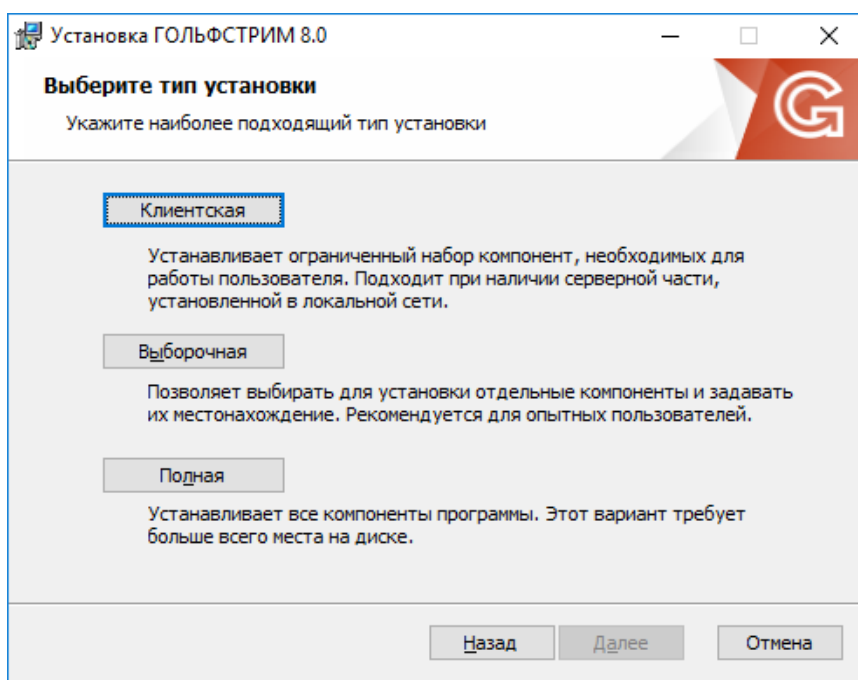 Установка ГОЛЬФСТРИМ 8.0
Выберите тип установки
Укажите наиболее подходящий тип установки
Клиентская
Устанавливает ограниченный набор компонент, необходимых для
работы пользователя. Подходит при наличии серверной части,
установленной в локальной сети.
Выборочная
Позволяет выбирать для установки отдельные компоненты и задавать
их местонахождение. Рекомендуется для опытных пользователей.
Полная
Устанавливает все компоненты программы. Этот вариант требует
больше всего места на диске.
Назад Далее Отмена